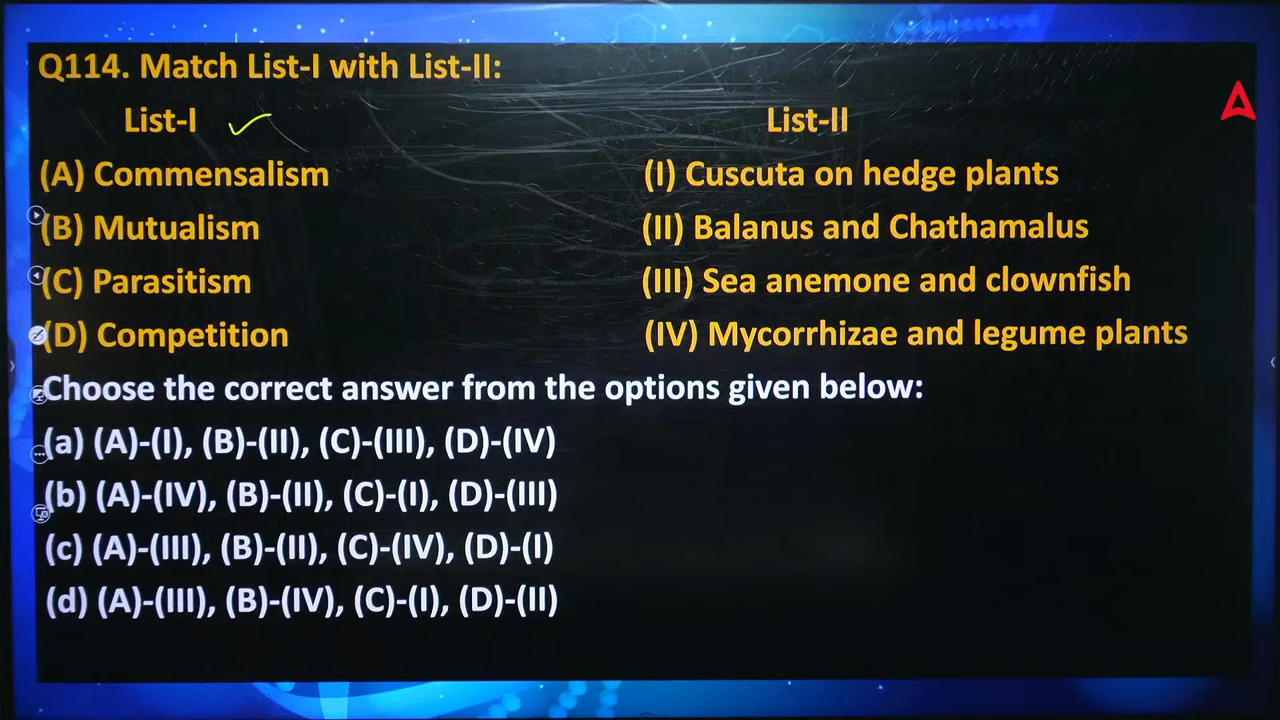 Q114. Match List-I with List-II:
List-I List-II
(A) Commensalism (I) Cuscuta on hedge plants
(B) Mutualism (II) Balanus and Chathamalus
(C) Parasitism (III) Sea anemone and clownfish
(D) Competition (IV) Mycorrhizae and legume plants
Choose the correct answer from the options given below:
(a) (A)-(I), (B)-(II), (C)-(III), (D)-(IV)
(b) (A)-(IV), (B)-(II), (C)-(I), (D)-(III)
(c) (A)-(III), (B)-(II), (C)-(IV), (D)-(I)
(d) (A)-(III), (B)-(IV), (C)-(I), (D)-(II)